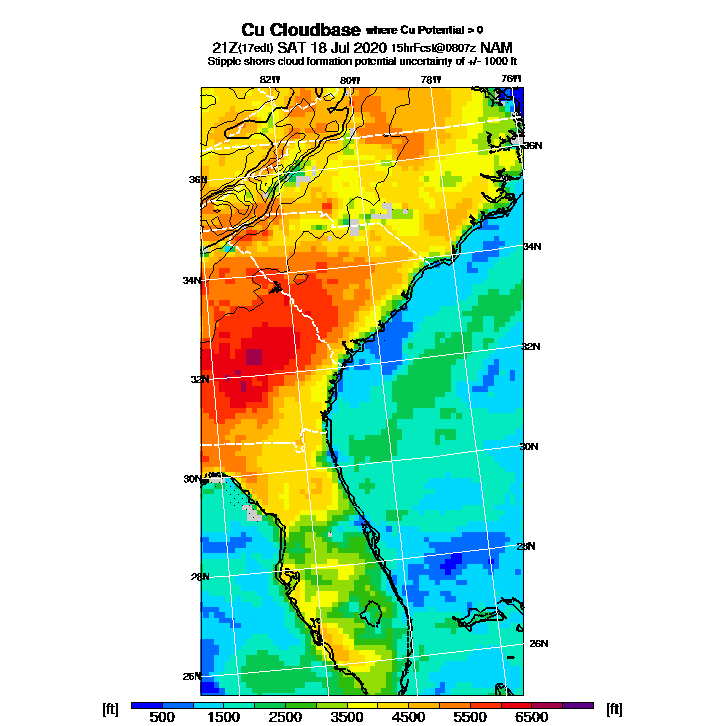 Cu Cloudbase where Cu Potential > 0
21Z(17edt) SAT 18 Jul 2020 15hrFcst@0807z NAM
Stipple shows cloud formation potential uncertainty of +/- 1000 ft
82W 80W 78W 76W
36N
36N
34N
34N
32N
32N
30N
30N
28N
28N
26N
26N
[ft] 500 1500 2500 3500 4500 5500 6500 [ft]